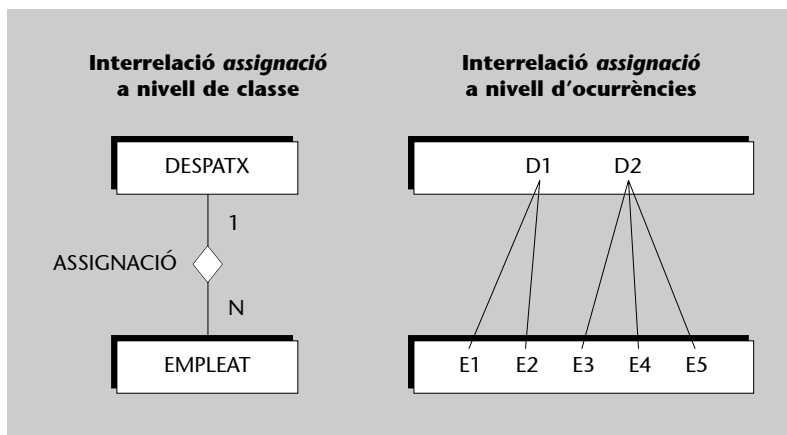 Interrelació assignació
a nivell de classe
DESPATX
1
ASSIGNACIÓ
N
EMPLEAT
Interrelació assignació
a nivell d'ocurrències
D1 D2
E1 E2 E3 E4 E5